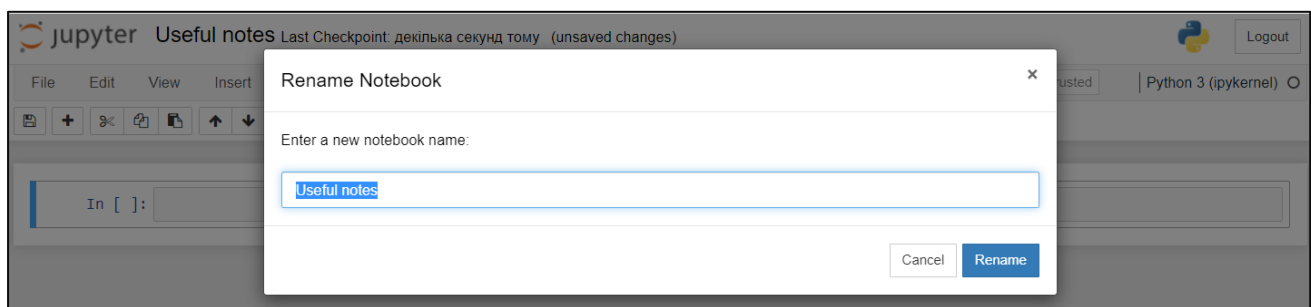 jupyter Useful notes Last Checkpoint: декілька секунд тому (unsaved changes)
Logout
Rename Notebook ×
File Edit View Insert
rusted Python 3 (ipykernel)
Enter a new notebook name:
Useful notes
In [ ]:
Cancel Rename